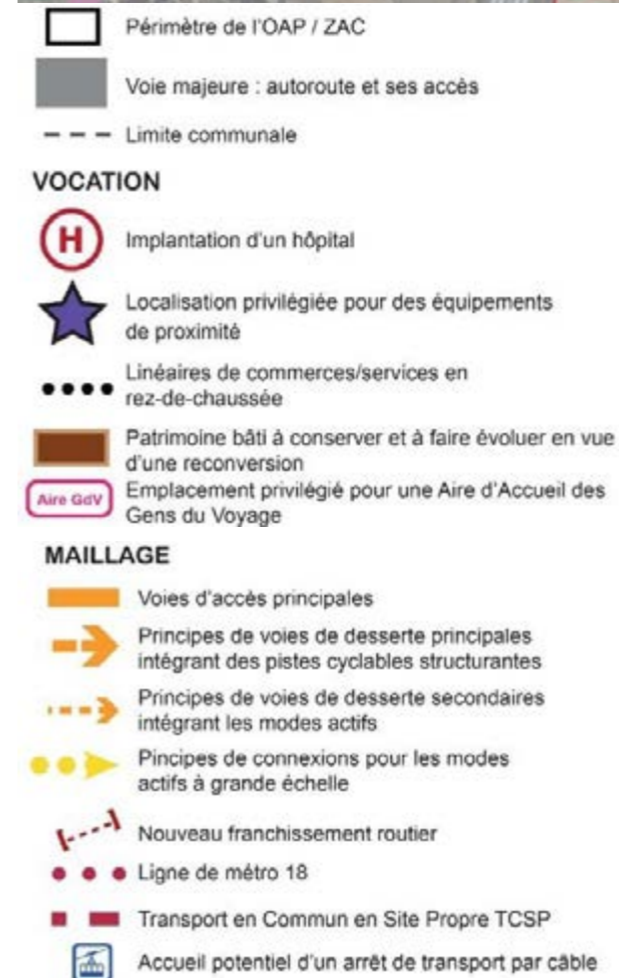 Périmètre de l'OAP / ZAC
Voie majeure : autoroute et ses accès
Limite communale
VOCATION
H
Implantation d'un hôpital
Localisation privilégiée pour des équipements
de proximité
Linéaires de commerces/services en
rez-de-chaussée
Patrimoine bâti à conserver et à faire évoluer en vue
d'une reconversion
Aire GdV
Emplacement privilégié pour une Aire d'Accueil des
Gens du Voyage
MAILLAGE
Voies d'accès principales
Principes de voies de desserte principales
intégrant des pistes cyclables structurantes
Principes de voies de desserte secondaires
intégrant les modes actifs
Pincipes de connexions pour les modes
actifs à grande échelle
Nouveau franchissement routier
Ligne de métro 18
Transport en Commun en Site Propre TCSP
Accueil potentiel d'un arrêt de transport par câble